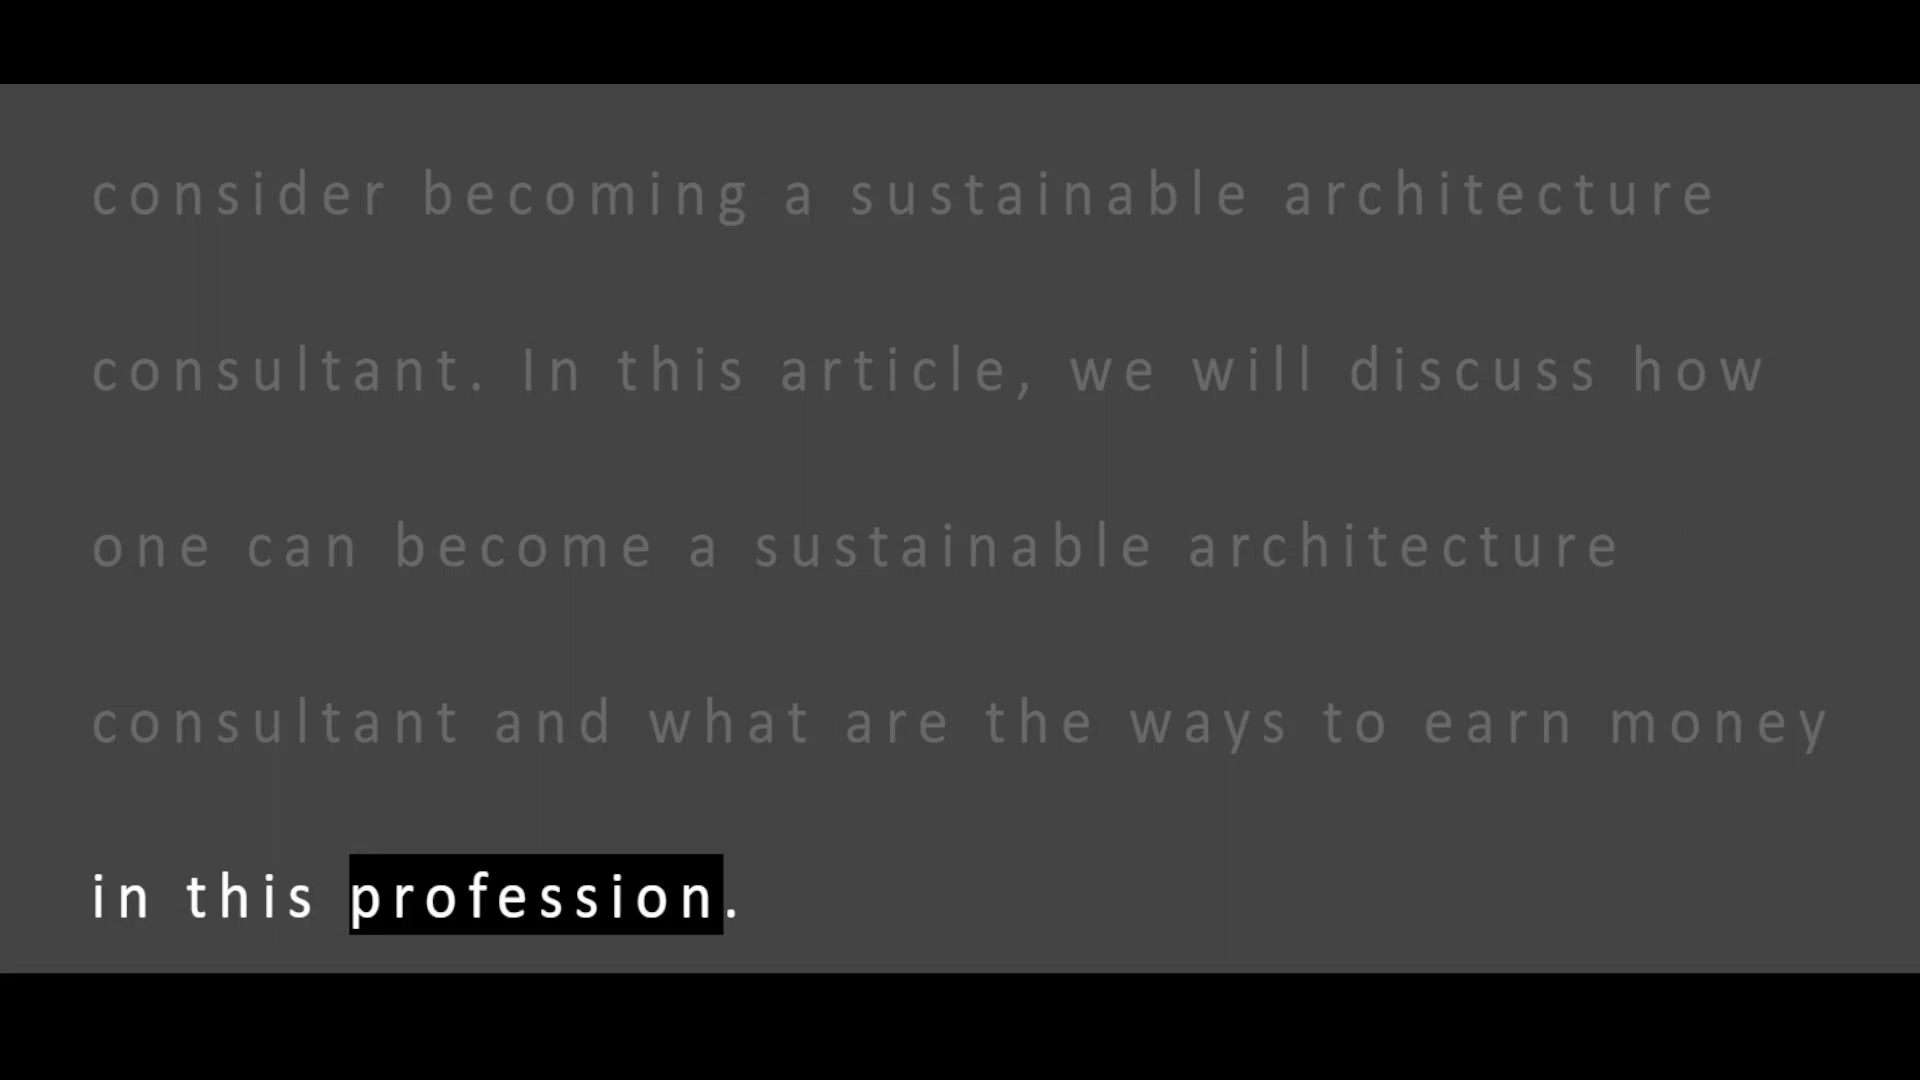 consider becoming a sustainable architecture
consultant. In this article, we will discuss how
one can become a sustainable architecture
consultant and what are the ways to earn money
in this profession.